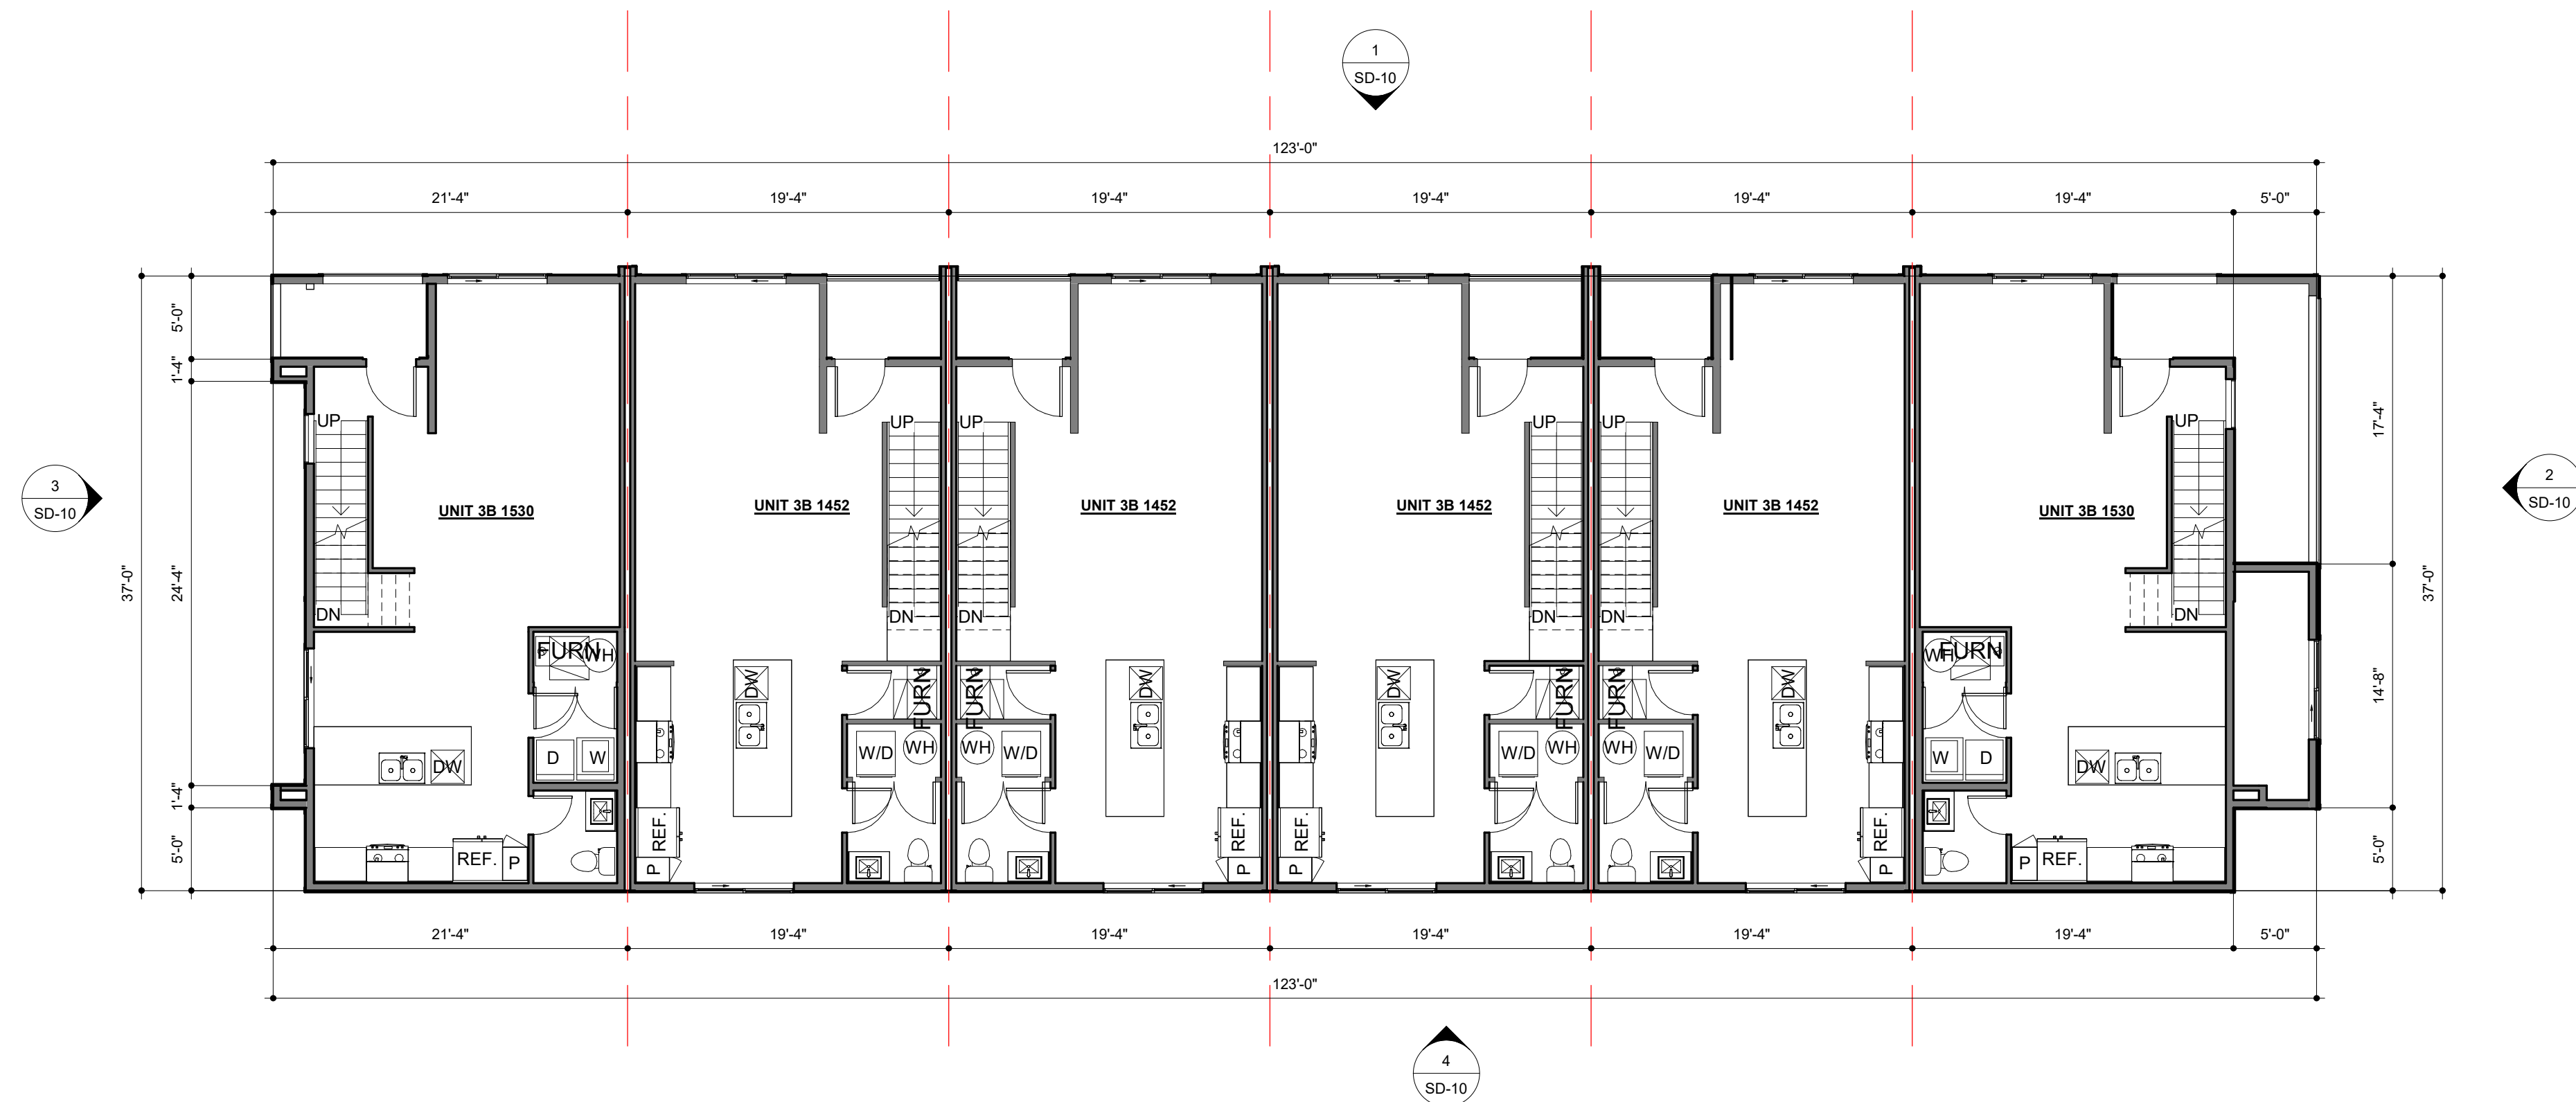 1
SD-10
123'-0"
21'-4" 19'-4" 19'-4" 19'-4" 19'-4" 19'-4" 5'-0"
5'-0"
1'-4"
24'-4"
1'-4"
5'-0"
37'-0"
17'-4"
14'-8"
5'-0"
37'-0"
3
SD-10
2
SD-10
UP UP UP UP UP UP
UNIT 3B 1530 UNIT 3B 1452 UNIT 3B 1452 UNIT 3B 1452 UNIT 3B 1452 UNIT 3B 1530
DN DN DN DN DN DN
FURN WH WH FURN
FURN FURN FURN FURN
DW DW DW DW
D W W/D WH WH W/D W/D WH WH W/D W D
DW DW
REF. REF. REF. REF.
REF. P P REF.
P P P P
21'-4" 19'-4" 19'-4" 19'-4" 19'-4" 19'-4" 5'-0"
123'-0"
4
SD-10